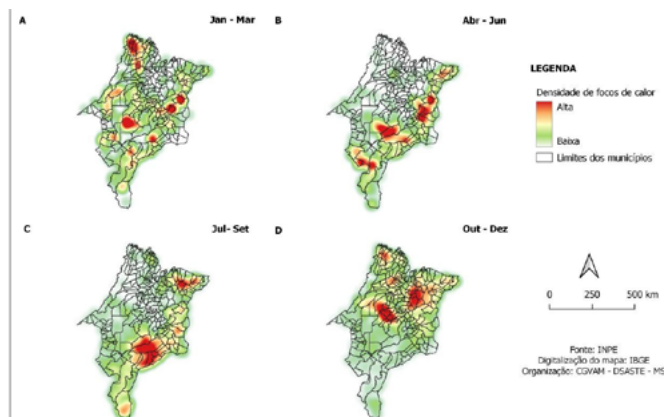 A
Jan - Mar
B
Abr - Jun
LEGENDA
Densidade de focos de calor
Alta
Baixa
Limites dos municípios
C
Jul- Set
D
Out - Dez
0 250 500 km
Fonte: INPE
Digitalização do mapa: IBGE
Organização: CGVAM - DSASTE - MS